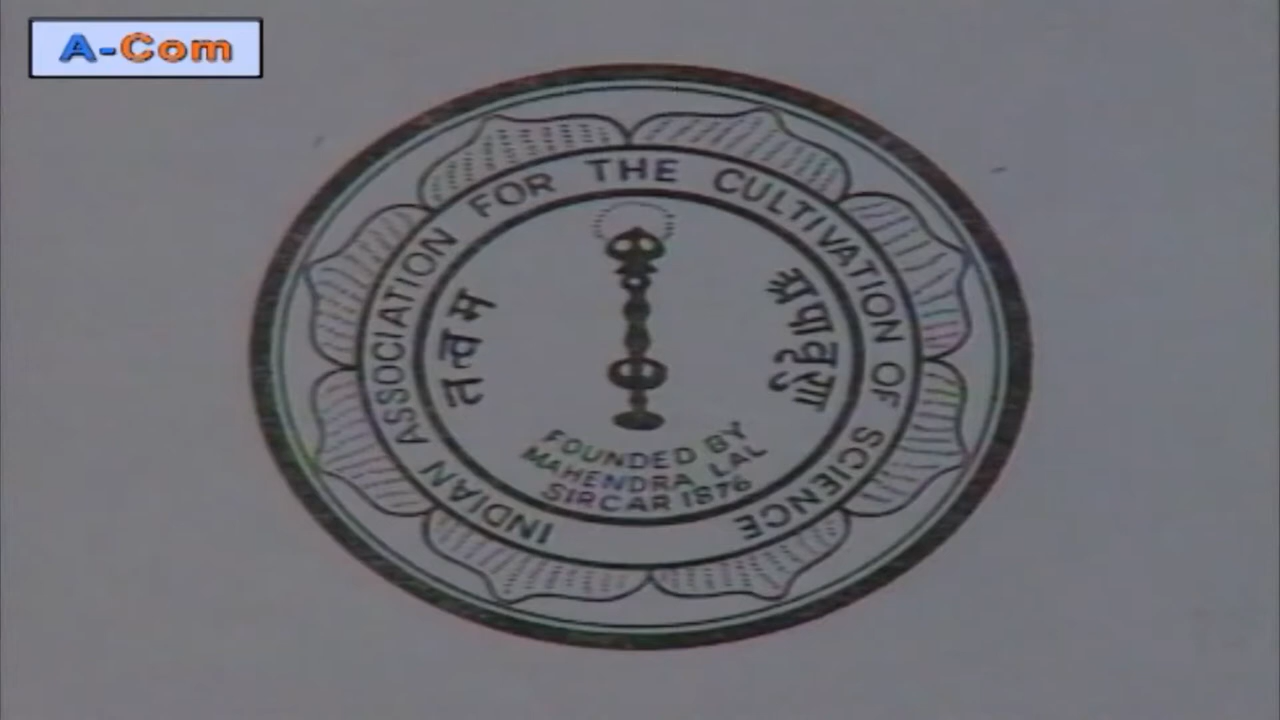 A-Com
INDIAN ASSOCIATION FOR THE CULTIVATION OF SCIENCE
तत्त्वम
FOUNDED BY
MAHENDRA LAL
SIRCAR 1876